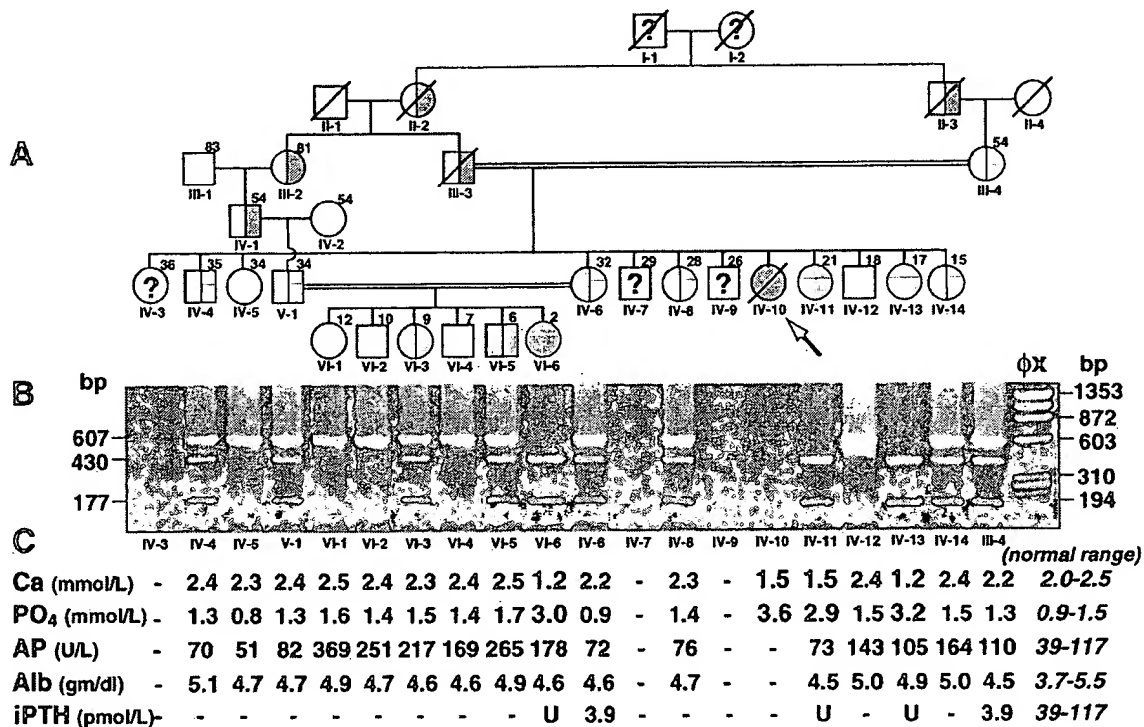 ? ?
I-1 I-2
A
II-1 II-2 II-3 II-4
83 81 54
III-1 III-2 III-3 III-4
54 54
IV-1 IV-2
36 35 34 34 32 29 28 26 21 18 17 15
? ? ?
IV-3 IV-4 IV-5 V-1 IV-6 IV-7 IV-8 IV-9 IV-10 IV-11 IV-12 IV-13 IV-14
12 10 9 7 6 2
VI-1 VI-2 VI-3 VI-4 VI-5 VI-6
B bp ϕX bp
1353
872
607 603
430
310
177 194
C IV-3 IV-4 IV-5 V-1 VI-1 VI-2 VI-3 VI-4 VI-5 VI-6 IV-6 IV-7 IV-8 IV-9 IV-10 IV-11 IV-12 IV-13 IV-14 III-4
(normal range)
Ca (mmol/L) - 2.4 2.3 2.4 2.5 2.4 2.3 2.4 2.5 1.2 2.2 - 2.3 - 1.5 1.5 2.4 1.2 2.4 2.2 2.0-2.5
PO4 (mmol/L) - 1.3 0.8 1.3 1.6 1.4 1.5 1.4 1.7 3.0 0.9 - 1.4 - 3.6 2.9 1.5 3.2 1.5 1.3 0.9-1.5
AP (U/L) - 70 51 82 369 251 217 169 265 178 72 - 76 - - 73 143 105 164 110 39-117
Alb (gm/dl) - 5.1 4.7 4.7 4.9 4.7 4.6 4.6 4.9 4.6 4.6 - 4.7 - - 4.5 5.0 4.9 5.0 4.5 3.7-5.5
iPTH (pmol/L)- - - - - - - - - U 3.9 - - - - U - U - 3.9 39-117